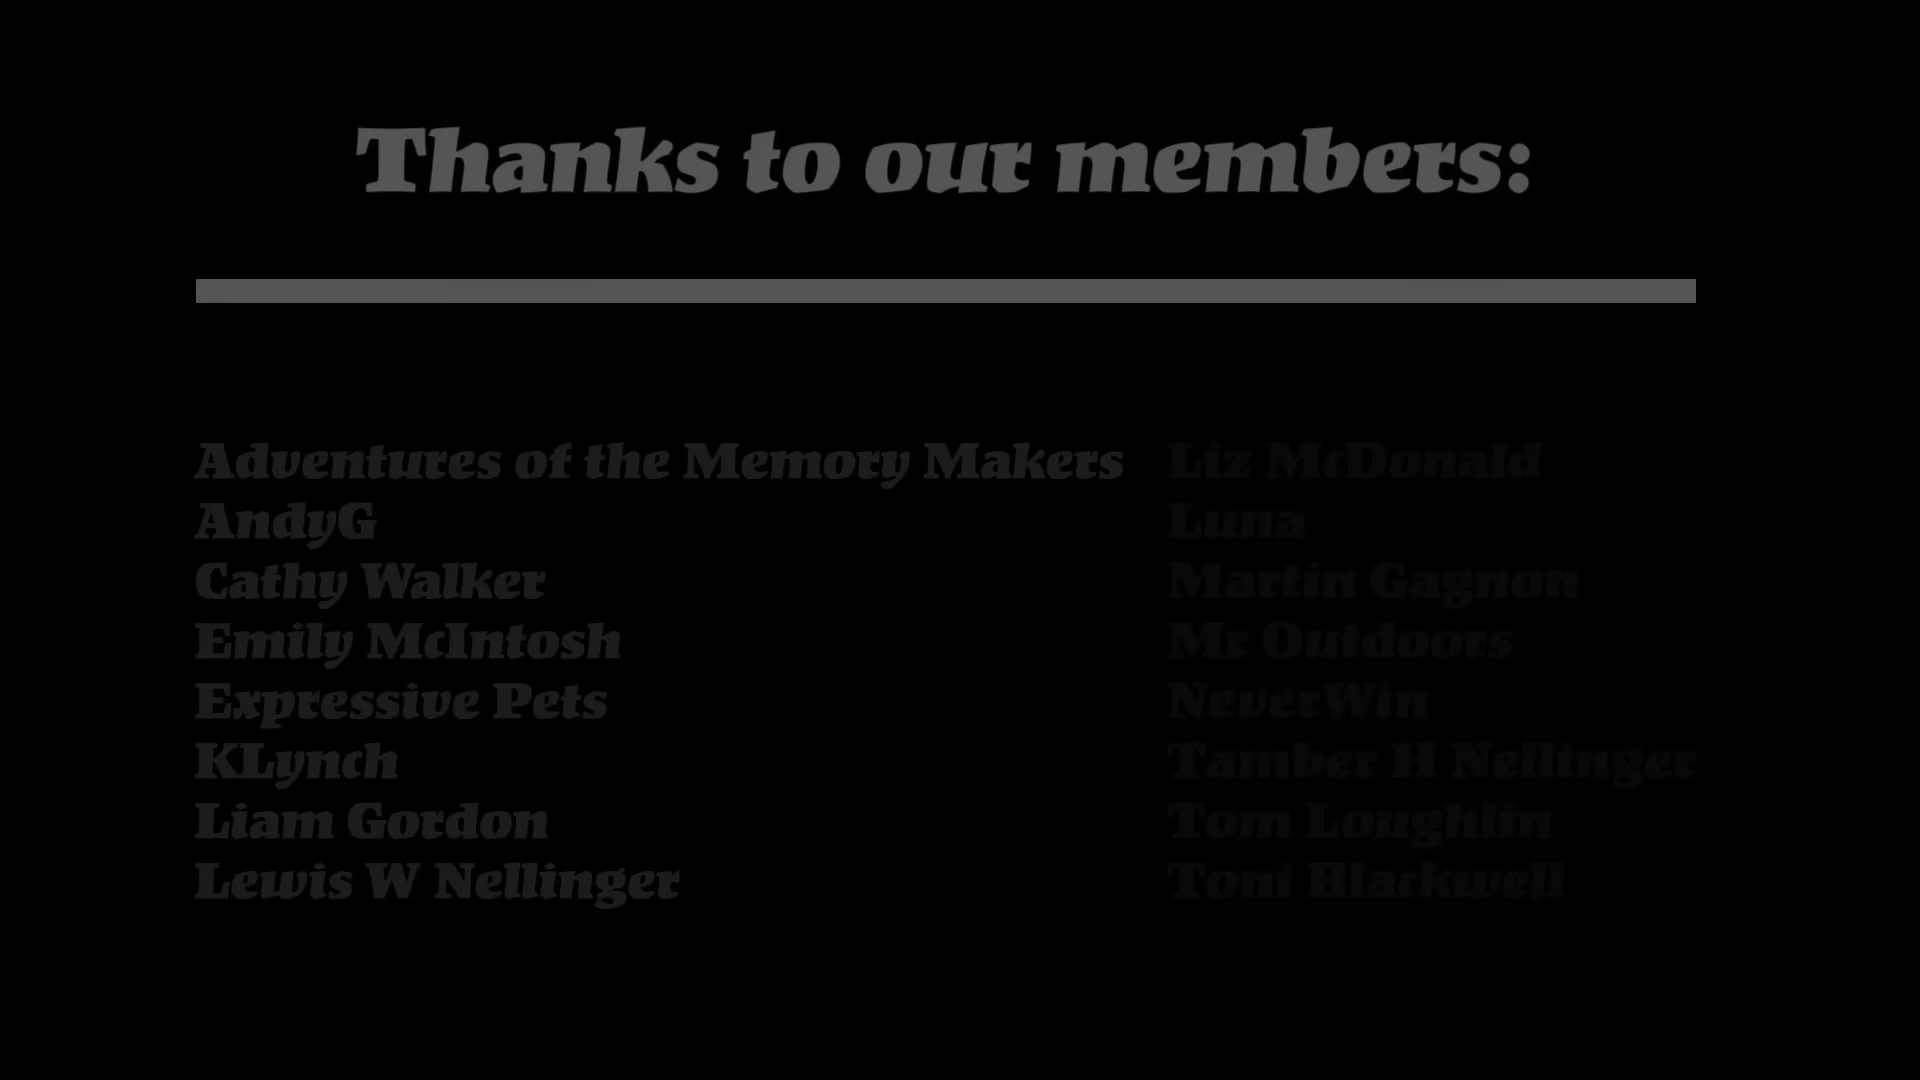 Thanks to our members:
Adventures of the Memory Makers
AndyG
Cathy Walker
Emily McIntosh
Expressive Pets
KLynch
Liam Gordon
Lewis W Nellinger
Liz McDonald
Luna
Martin Gagnon
Mr Outdoors
NeverWin
Tamber H Nellinger
Tom Loughlin
Toni Blackwell